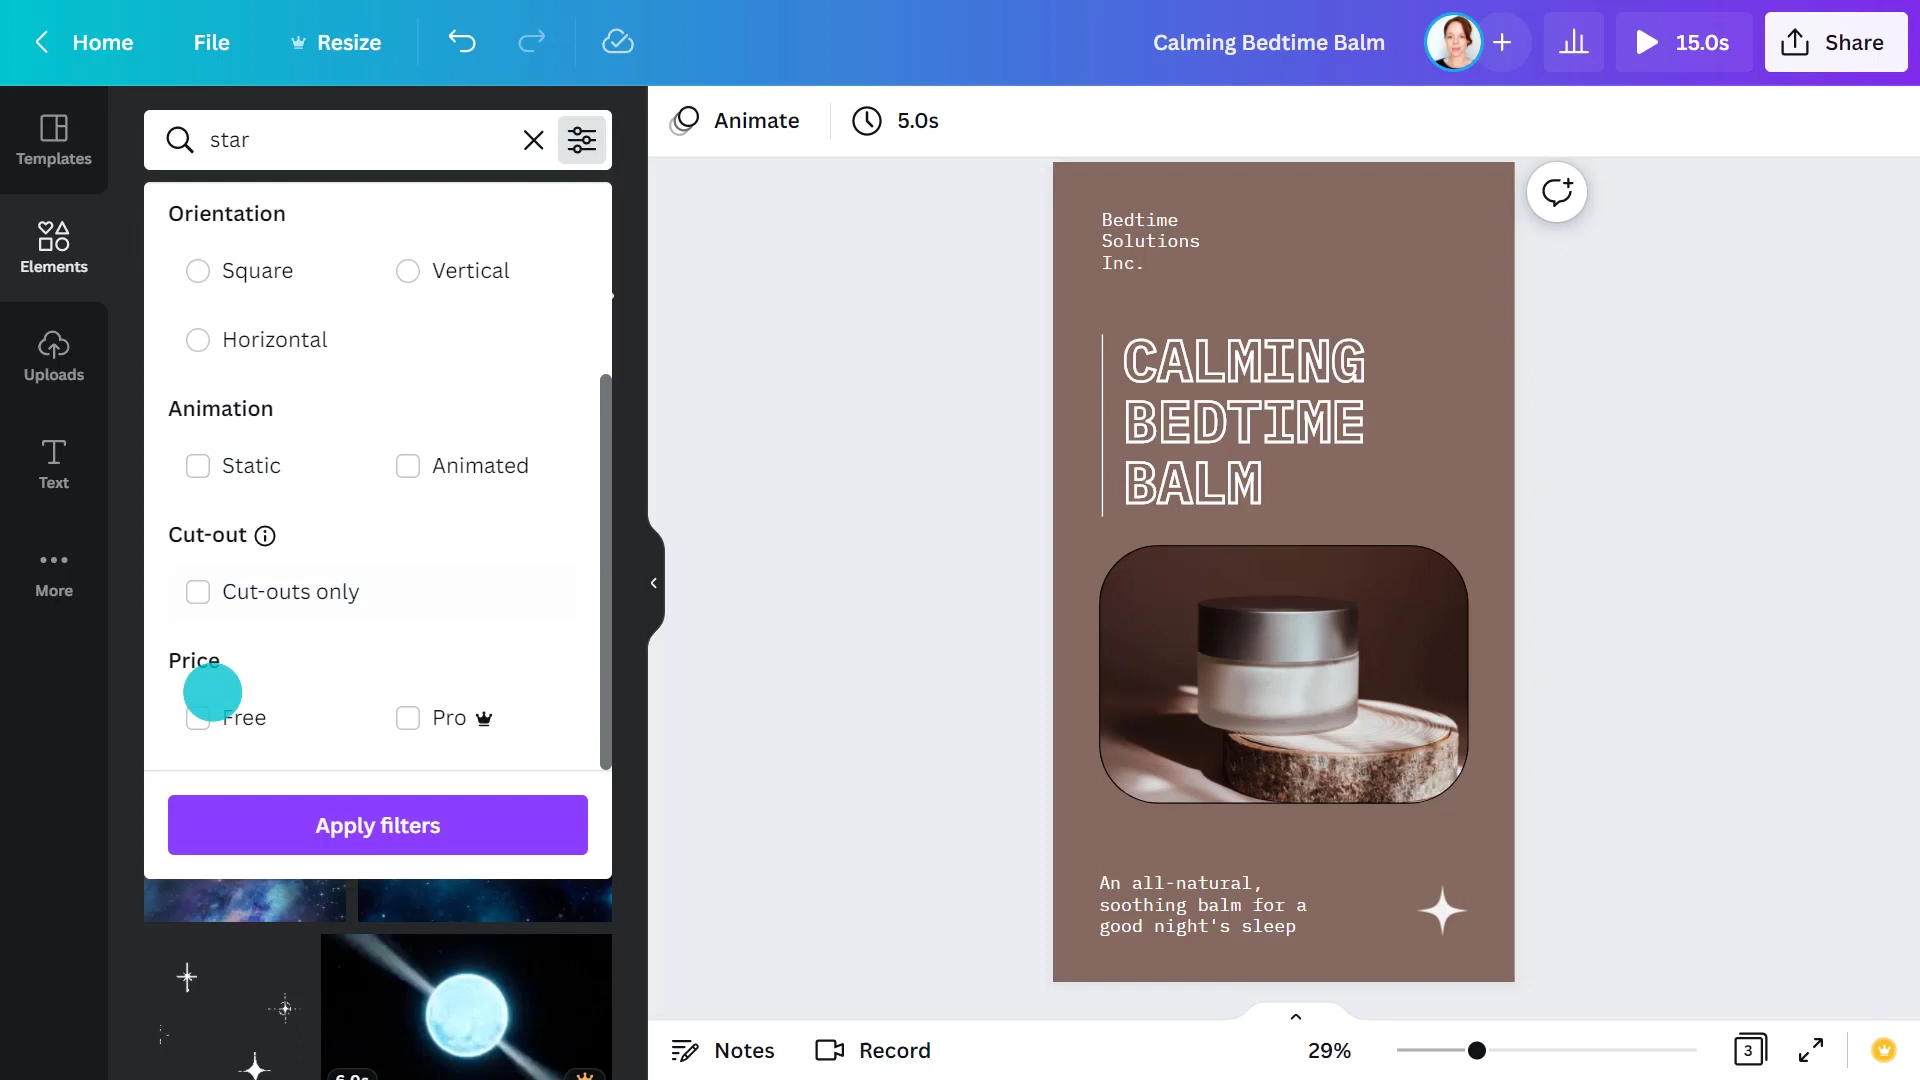 Home
File
Resize
Calming Bedtime Balm
15.0s
Share
Templates
Elements
Uploads
Text
More
star
Orientation
Square
Vertical
Horizontal
Animation
Static
Animated
Cut-out
Cut-outs only
Price
Free
Pro
Apply filters
6.0s
Animate
5.0s
Bedtime
Solutions
Inc.
CALMING
BEDTIME
BALM
An all-natural,
soothing balm for a
good night's sleep
Notes
Record
29%
3